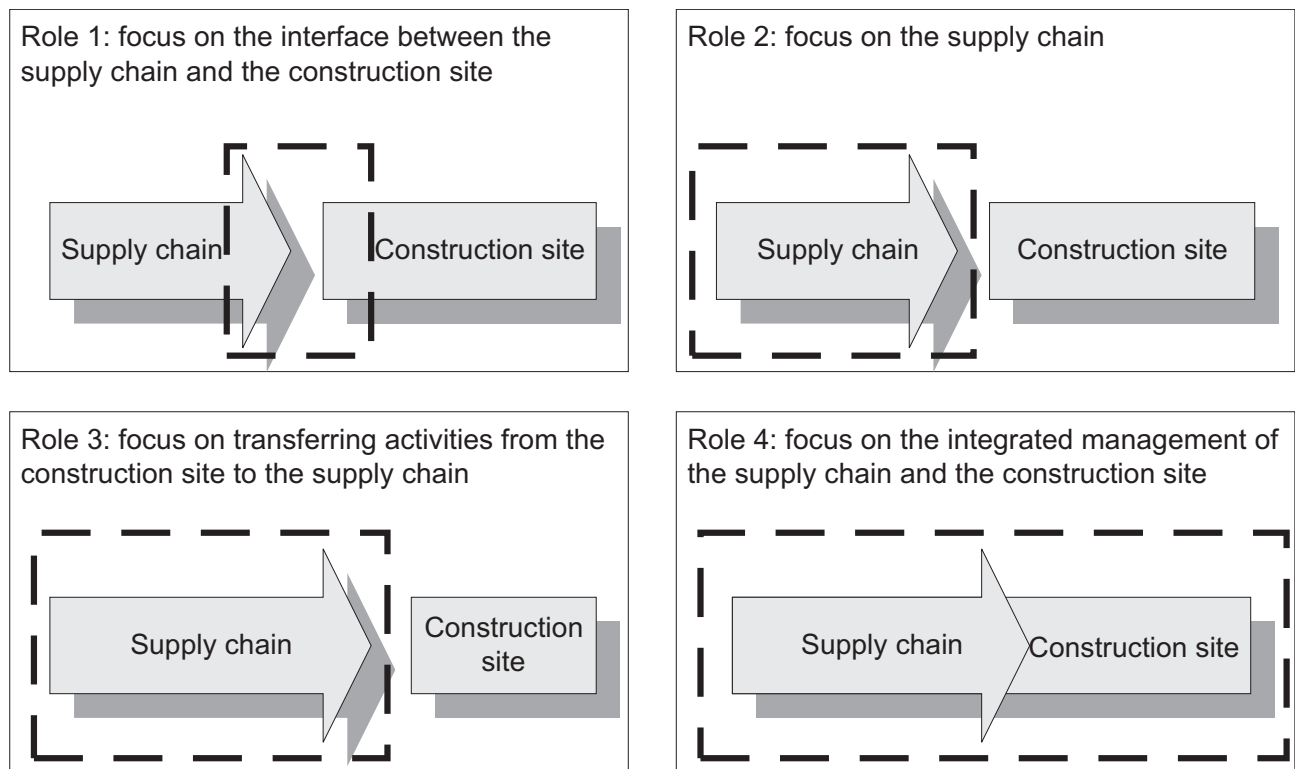 Role 1: focus on the interface between the
supply chain and the construction site
Supply chain
Construction site
Role 2: focus on the supply chain
Supply chain
Construction site
Role 3: focus on transferring activities from the
construction site to the supply chain
Supply chain
Construction
site
Role 4: focus on the integrated management of
the supply chain and the construction site
Supply chain
Construction site